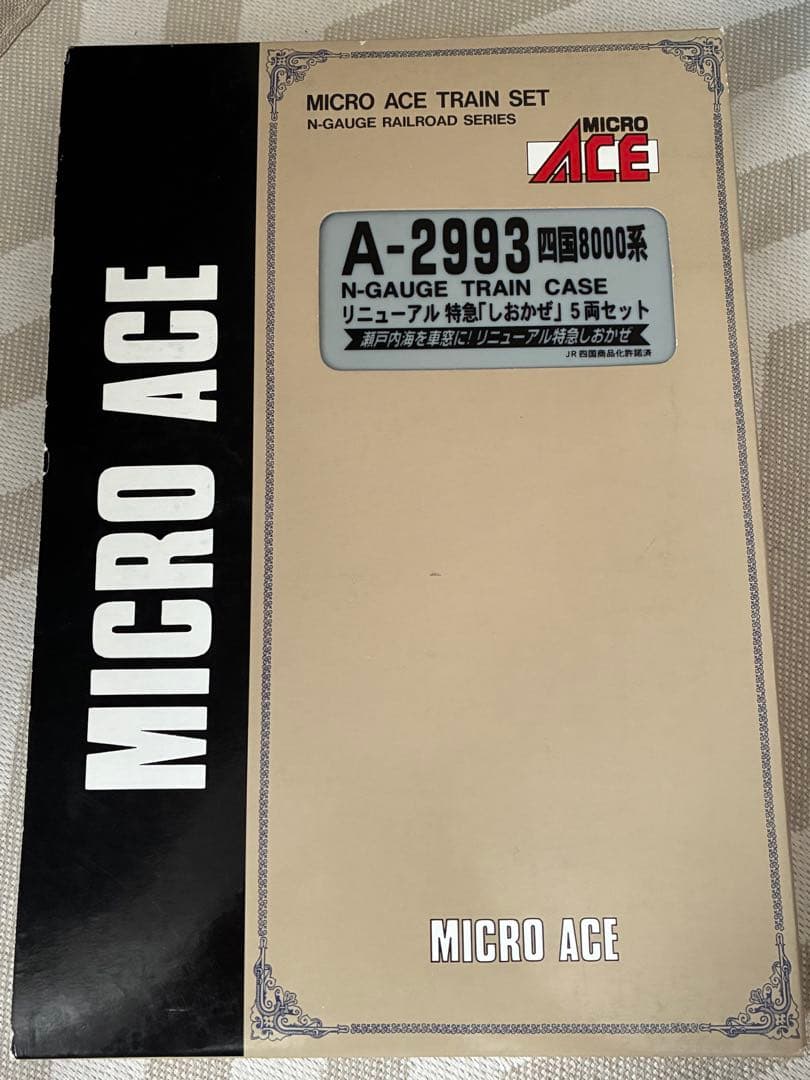 MICRO ACE
MICRO ACE TRAIN SET
N-GAUGE RAILROAD SERIES
MICRO
ACE
A-2993 四国8000系
N-GAUGE TRAIN CASE
リニューアル 特急「しおかぜ」5両セット
瀬戸内海を車窓に!リニューアル特急しおかぜ
JR四国商品化許諾済
MICRO ACE